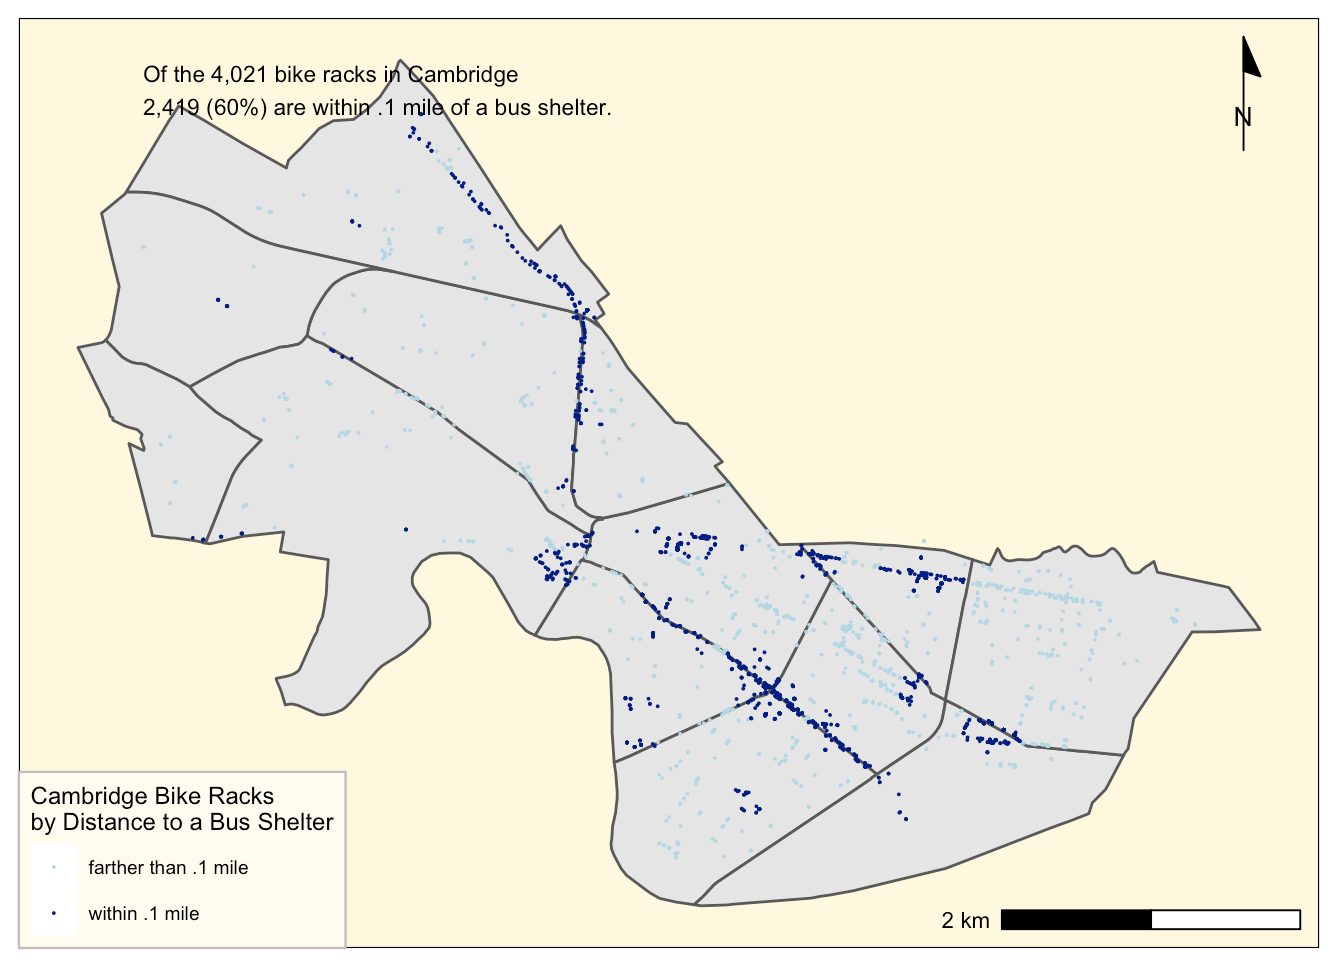 Of the 4,021 bike racks in Cambridge
2,419 (60%) are within .1 mile of a bus shelter.
N
Cambridge Bike Racks
by Distance to a Bus Shelter
farther than .1 mile
within .1 mile
2 km